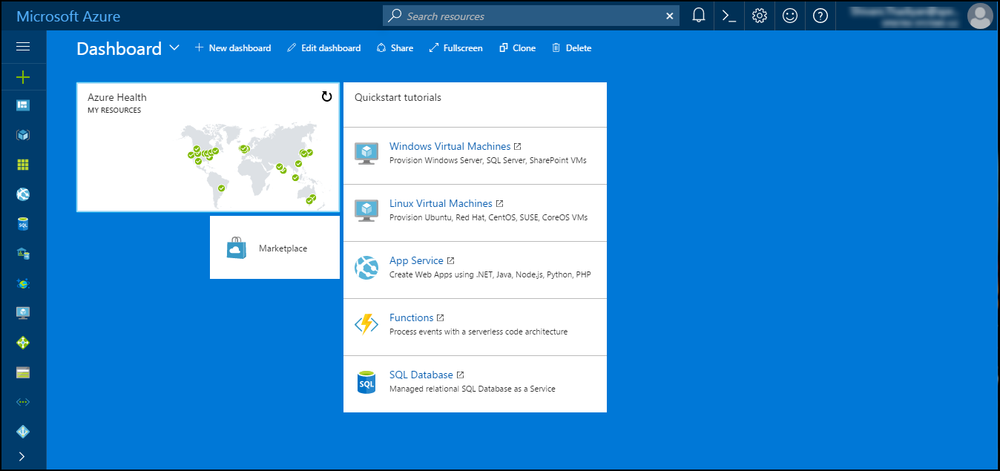 Microsoft Azure
Search resources
Dashboard
New dashboard
Edit dashboard
Share
Fullscreen
Clone
Delete
Azure Health
MY RESOURCES
Marketplace
Quickstart tutorials
Windows Virtual Machines
Provision Windows Server, SQL Server, SharePoint VMs
Linux Virtual Machines
Provision Ubuntu, Red Hat, CentOS, SUSE, CoreOS VMs
App Service
Create Web Apps using .NET, Java, Node.js, Python, PHP
Functions
Process events with a serverless code architecture
SQL
SQL Database
Managed relational SQL Database as a Service
SQL